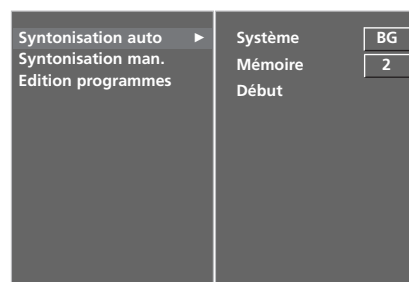 Syntonisation auto ►
Syntonisation man.
Edition programmes
Système BG
Mémoire 2
Début